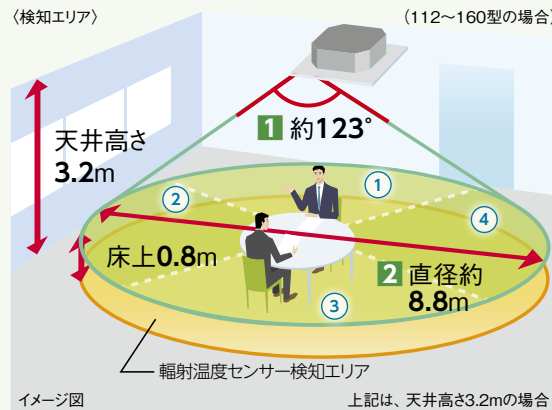 〈検知エリア〉
(112〜160型の場合)
天井高さ
3.2m
1 約123°
①
②
④
床上0.8m
2 直径約
8.8m
③
輻射温度センサー検知エリア
イメージ図
上記は、天井高さ3.2mの場合